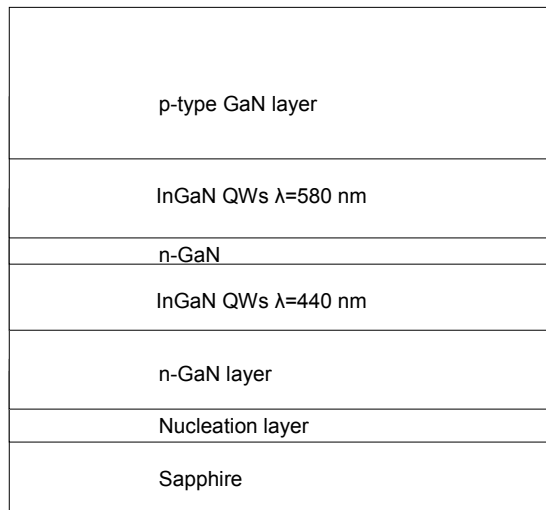 p-type GaN layer
InGaN QWs λ=580 nm
n-GaN
InGaN QWs λ=440 nm
n-GaN layer
Nucleation layer
Sapphire